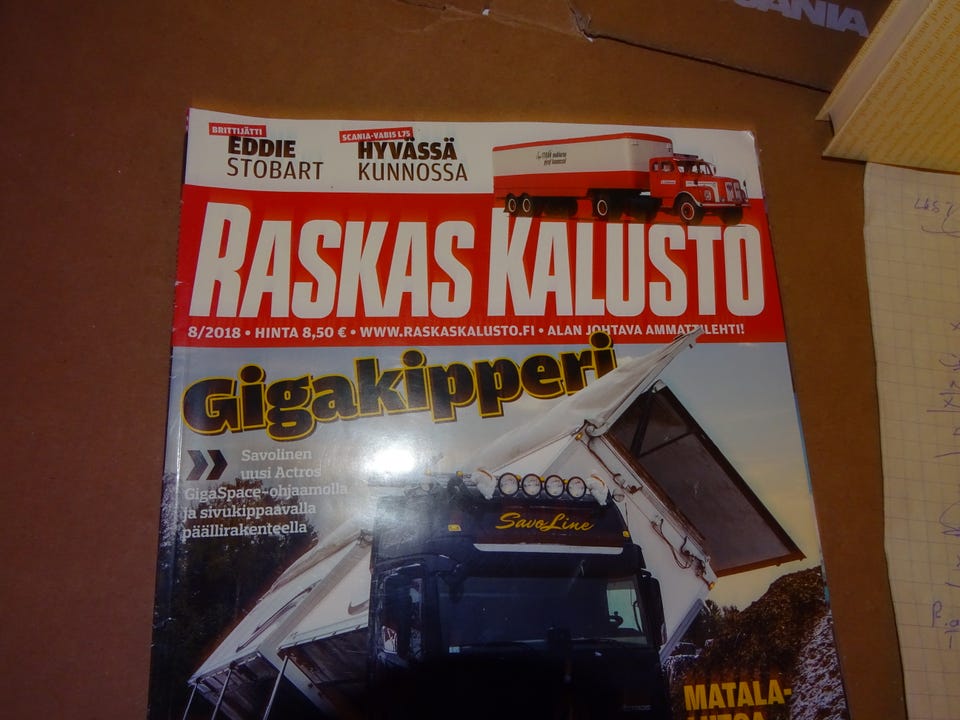 SCANIA
BRITTIJÄTTI
EDDIE
STOBART
SCANIA-VABIS L75
HYVÄSSÄ
KUNNOSSA
RASKAS KALUSTO
8/2018 • HINTA 8,50 € • WWW.RASKASKALUSTO.FI • ALAN JOHTAVA AMMATTILEHTI!
Gigakipperi
Savolinen
uusi Actros
GigaSpace-ohjaamolla
ja sivukippaavalla
päällirakenteella
SavoLine
MATALA-